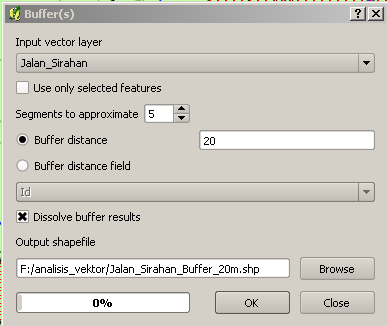 Buffer(s)
Input vector layer
Jalan_Sirahan
Use only selected features
Segments to approximate 5
Buffer distance 20
Buffer distance field
Id
Dissolve buffer results
Output shapefile
F:/analisis_vektor/Jalan_Sirahan_Buffer_20m.shp Browse
0% OK Close